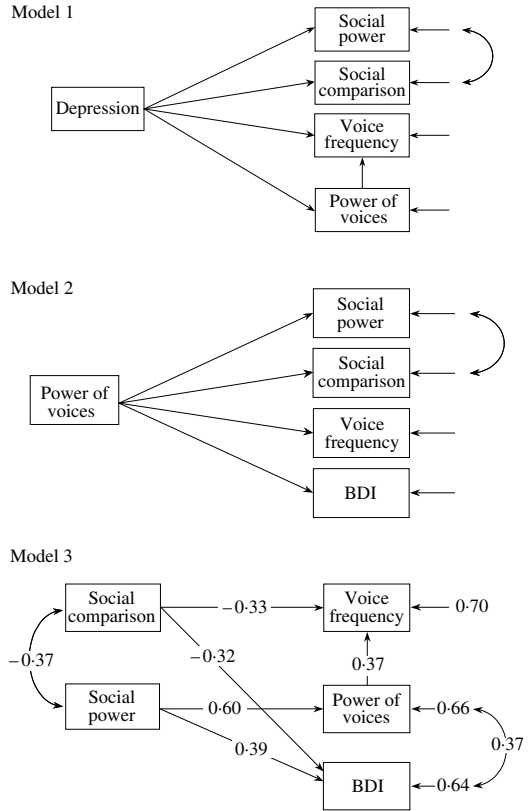 Model 1
Social
power
Social
comparison
Depression
Voice
frequency
Power of
voices
Model 2
Social
power
Social
comparison
Power of
voices
Voice
frequency
BDI
Model 3
Social
comparison
−0·33
Voice
frequency
0·70
−0·37
−0·32
0·37
Social
power
0·60
Power of
voices
0·66
0·39
0·37
BDI
0·64